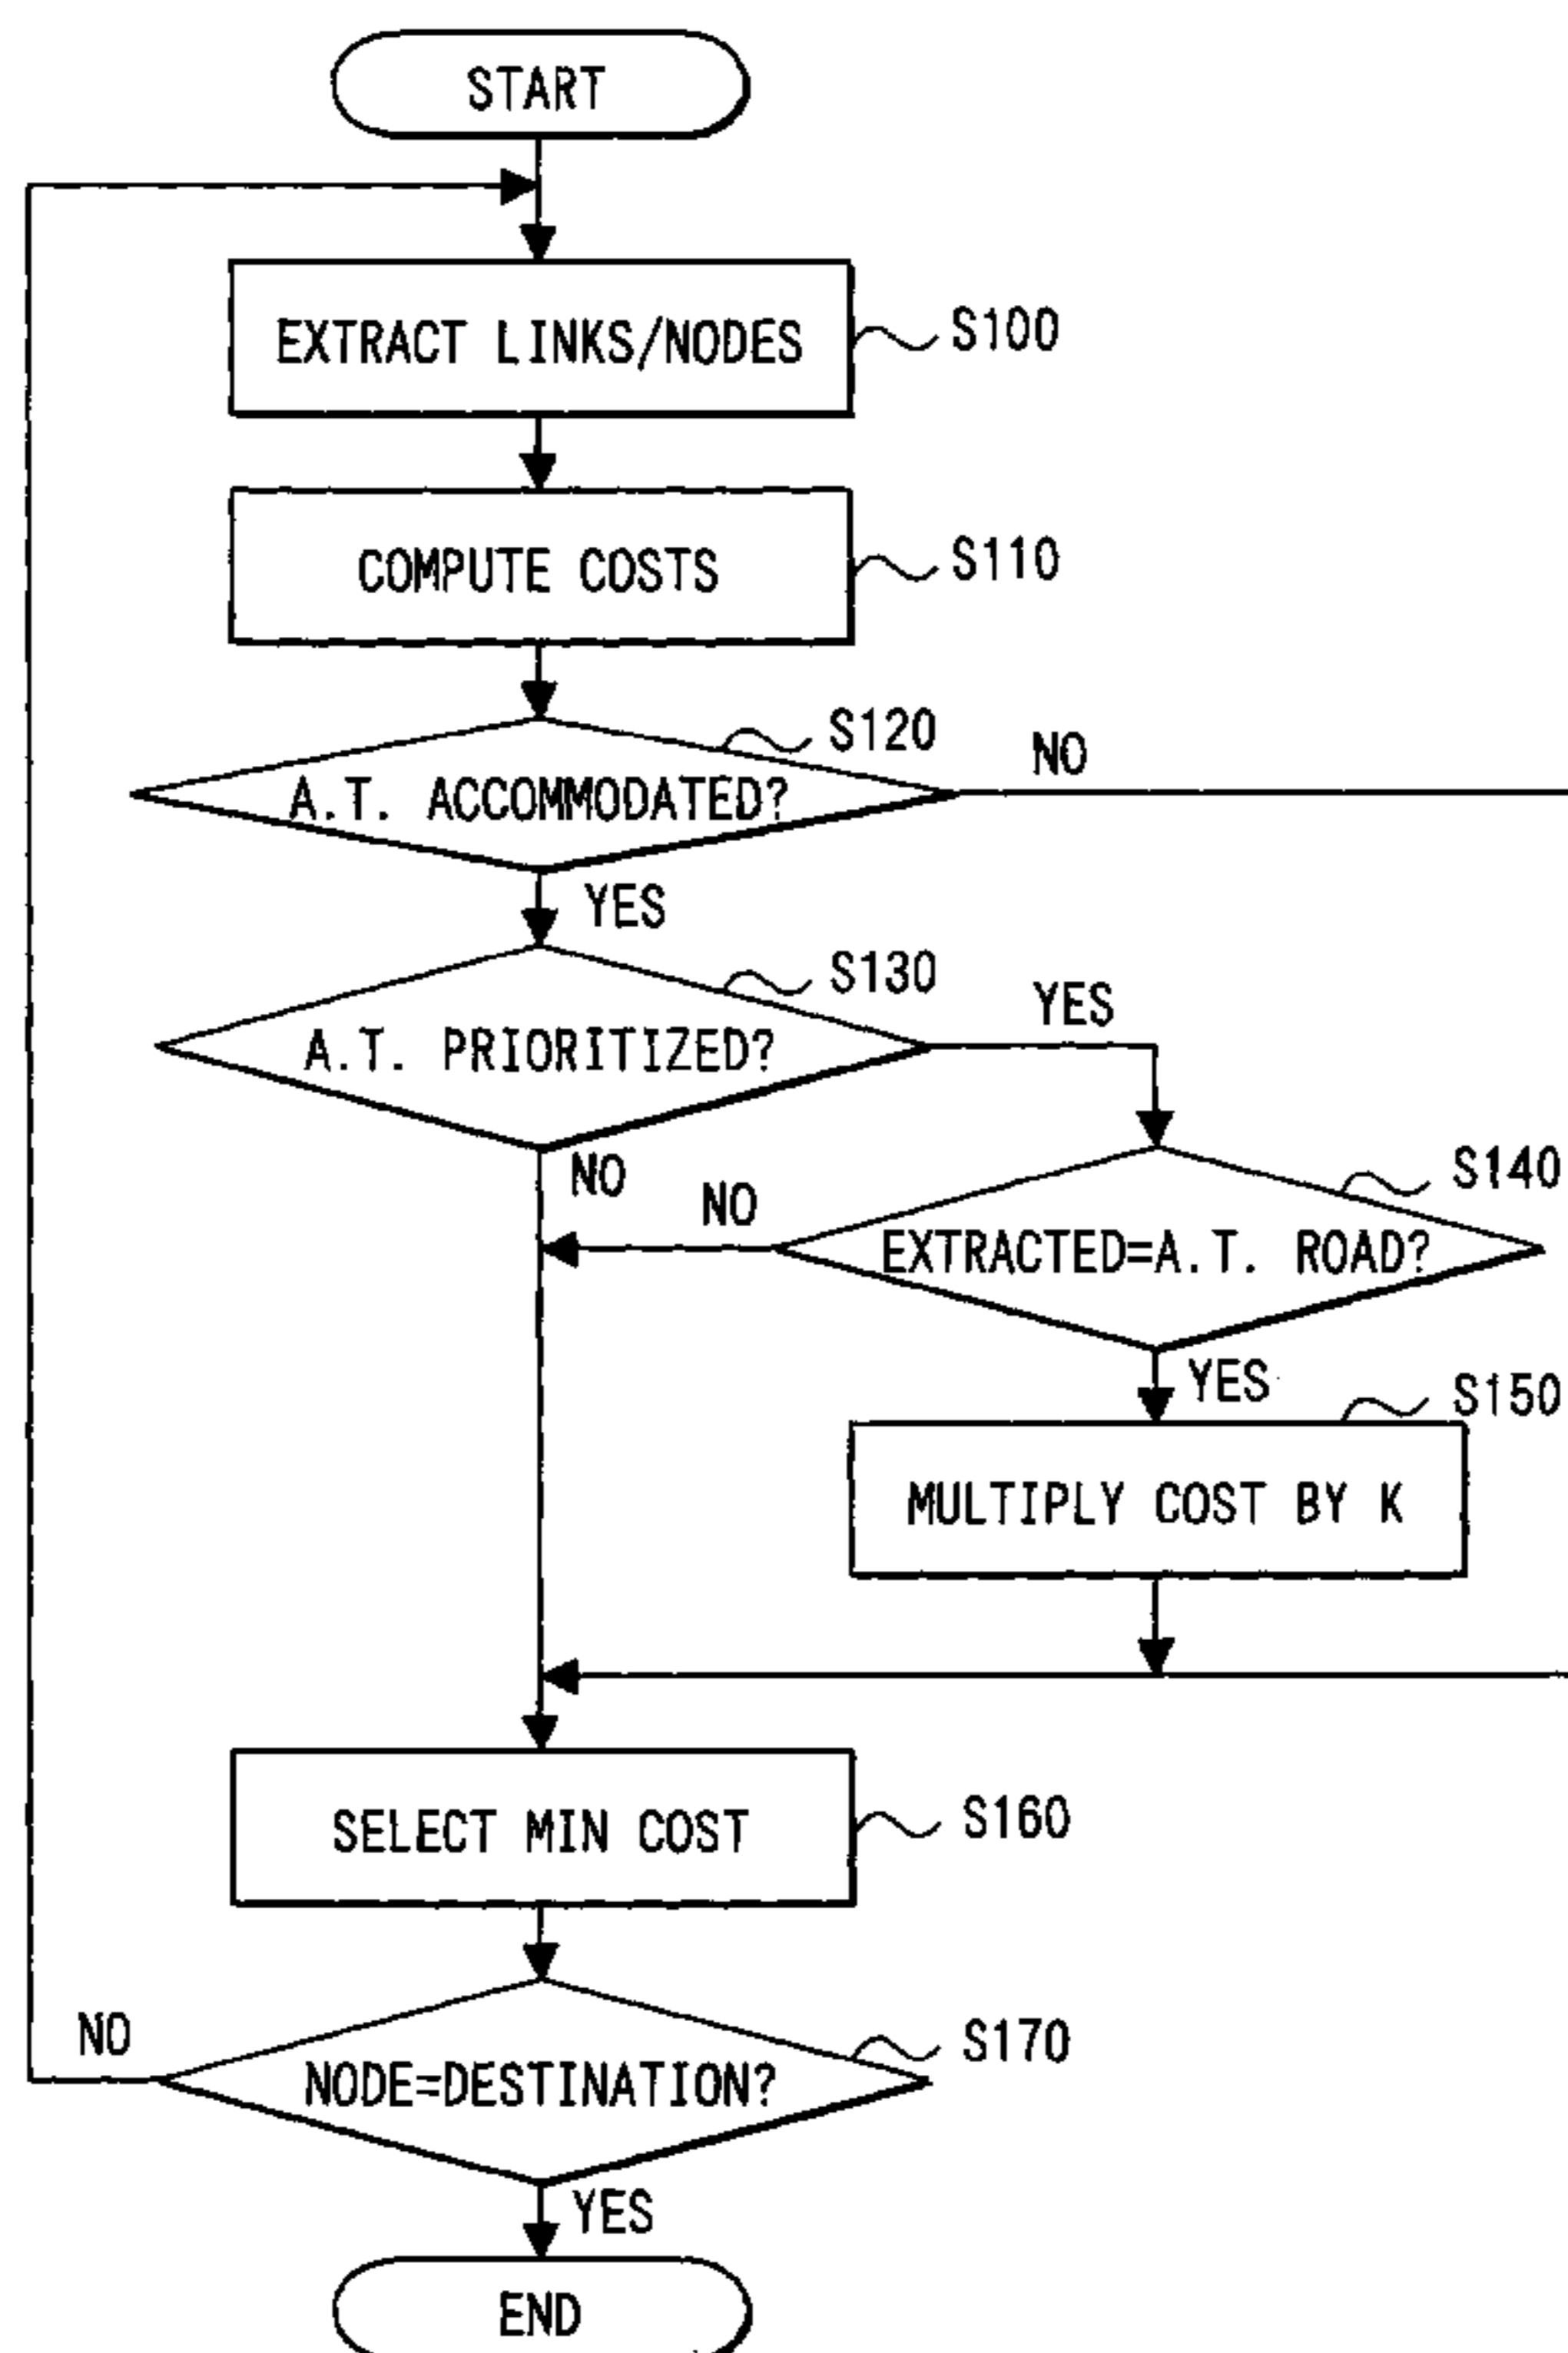 START
EXTRACT LINKS/NODES
S100
COMPUTE COSTS
S110
S120
A.T. ACCOMMODATED?
NO
YES
S130
A.T. PRIORITIZED?
YES
NO
S140
EXTRACTED=A.T. ROAD?
NO
YES
S150
MULTIPLY COST BY K
SELECT MIN COST
S160
S170
NODE=DESTINATION?
NO
YES
END